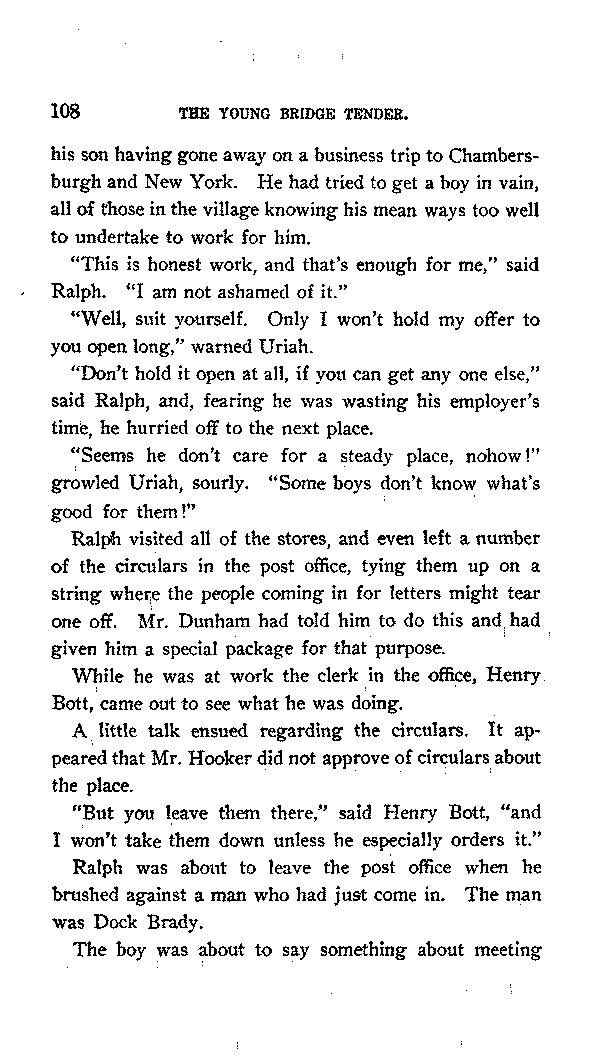 108 THE YOUNG BRIDGE TENDER.
his son having gone away on a business trip to Chambers-
burgh and New York. He had tried to get a boy in vain,
all of those in the village knowing his mean ways too well
to undertake to work for him.
"This is honest work, and that's enough for me," said
Ralph. "I am not ashamed of it."
"Well, suit yourself. Only I won't hold my offer to
you open long," warned Uriah.
"Don't hold it open at all, if you can get any one else,"
said Ralph, and, fearing he was wasting his employer's
time, he hurried off to the next place.
"Seems he don't care for a steady place, nohow!"
growled Uriah, sourly. "Some boys don't know what's
good for them!"
Ralph visited all of the stores, and even left a number
of the circulars in the post office, tying them up on a
string where the people coming in for letters might tear
one off. Mr. Dunham had told him to do this and had
given him a special package for that purpose.
While he was at work the clerk in the office, Henry
Bott, came out to see what he was doing.
A little talk ensued regarding the circulars. It ap-
peared that Mr. Hooker did not approve of circulars about
the place.
"But you leave them there," said Henry Bott, "and
I won't take them down unless he especially orders it."
Ralph was about to leave the post office when he
brushed against a man who had just come in. The man
was Dock Brady.
The boy was about to say something about meeting